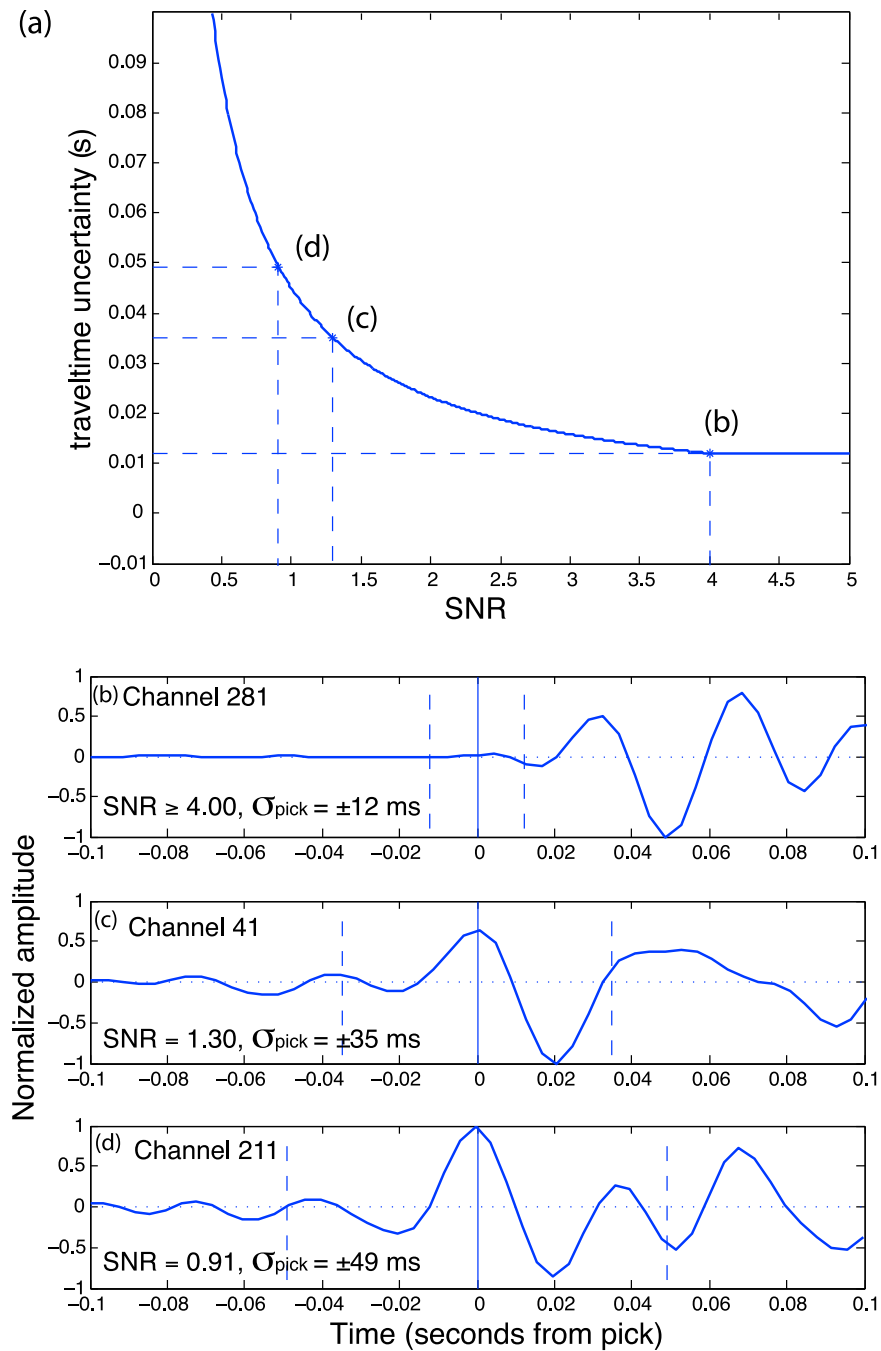 (a)
traveltime uncertainty (s)
0.09
0.08
0.07
0.06
0.05
0.04
0.03
0.02
0.01
0
−0.01
(d)
(c)
(b)
0 0.5 1 1.5 2 2.5 3 3.5 4 4.5 5
SNR
Normalized amplitude
(b) Channel 281
1
0.5
0
−0.5
−1
SNR ≥ 4.00, σpick = ±12 ms
−0.1 −0.08 −0.06 −0.04 −0.02 0 0.02 0.04 0.06 0.08 0.1
(c) Channel 41
1
0.5
0
−0.5
−1
SNR = 1.30, σpick = ±35 ms
−0.1 −0.08 −0.06 −0.04 −0.02 0 0.02 0.04 0.06 0.08 0.1
(d) Channel 211
1
0.5
0
−0.5
−1
SNR = 0.91, σpick = ±49 ms
−0.1 −0.08 −0.06 −0.04 −0.02 0 0.02 0.04 0.06 0.08 0.1
Time (seconds from pick)